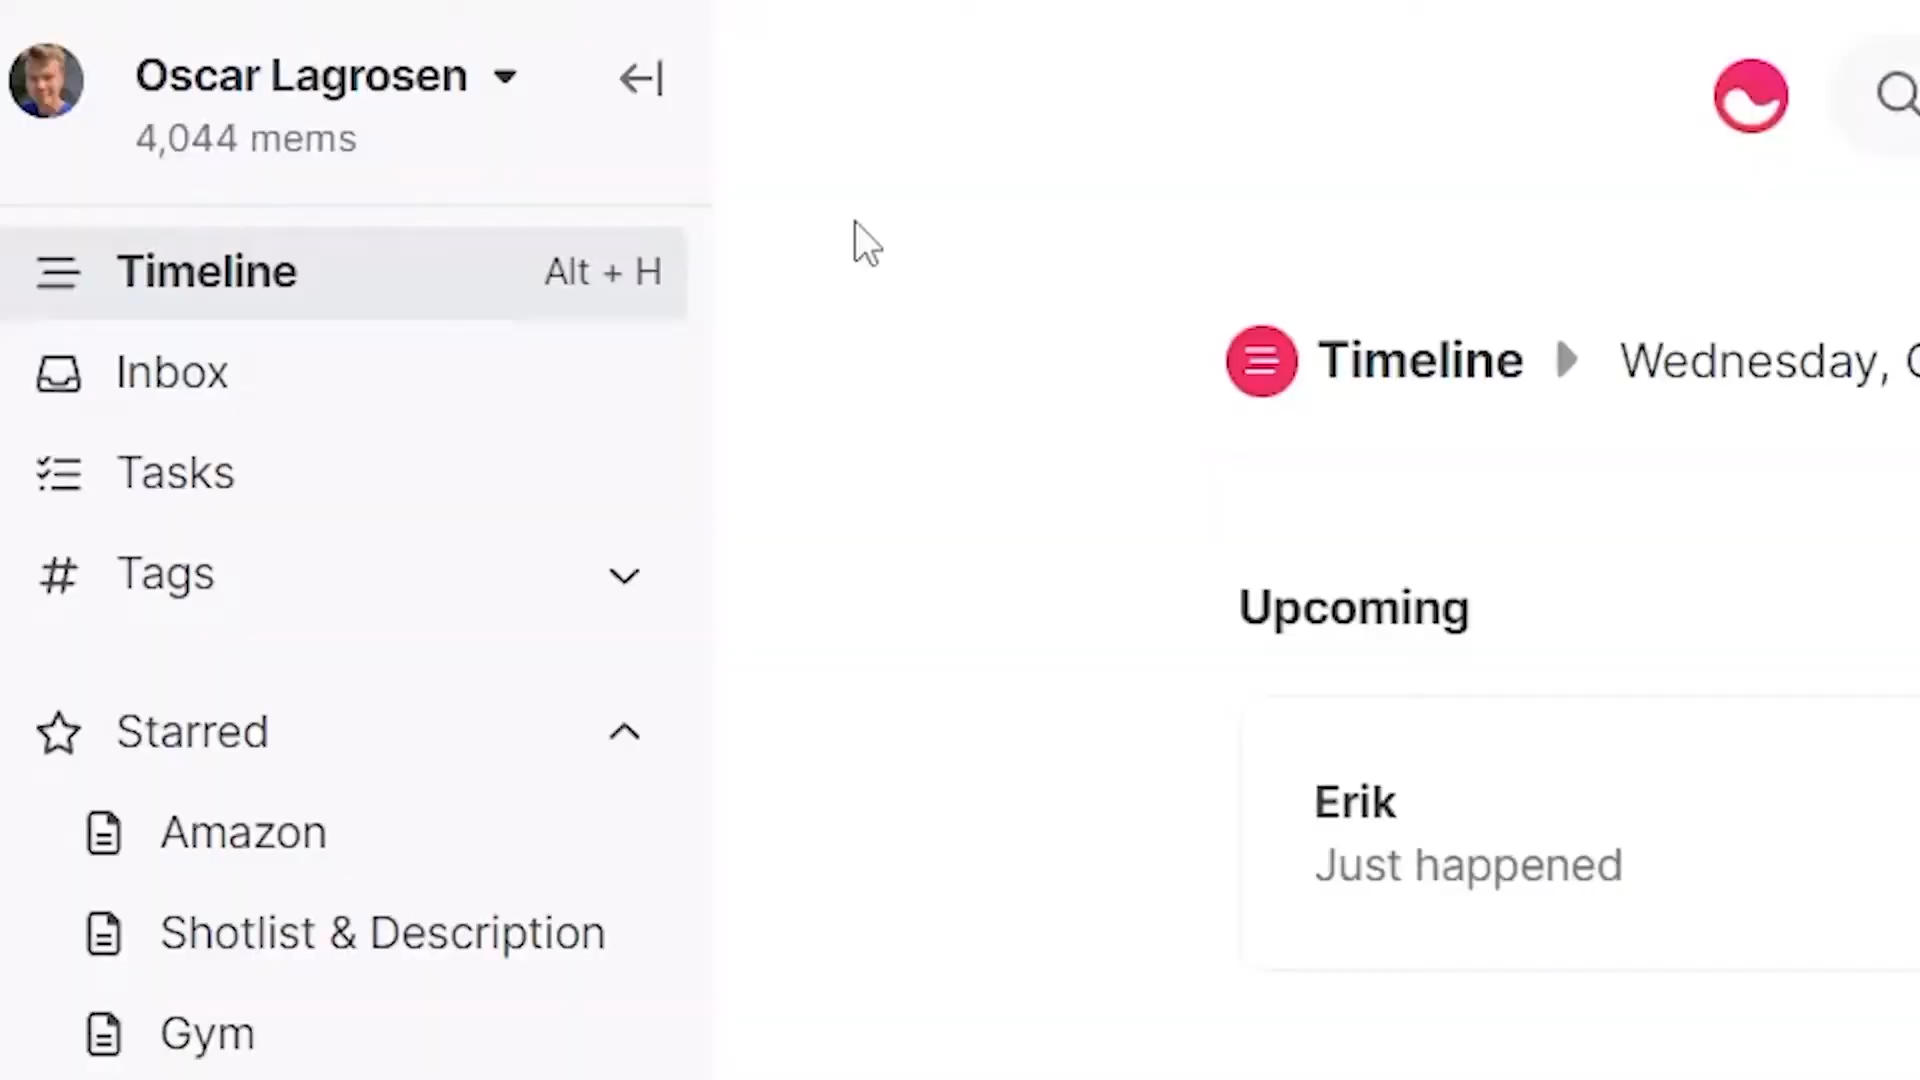 Oscar Lagrosen
4,044 mems
Timeline Alt + H
Inbox
Tasks
Tags
Starred
Amazon
Shotlist & Description
Gym
Timeline Wednesday,
Upcoming
Erik
Just happened